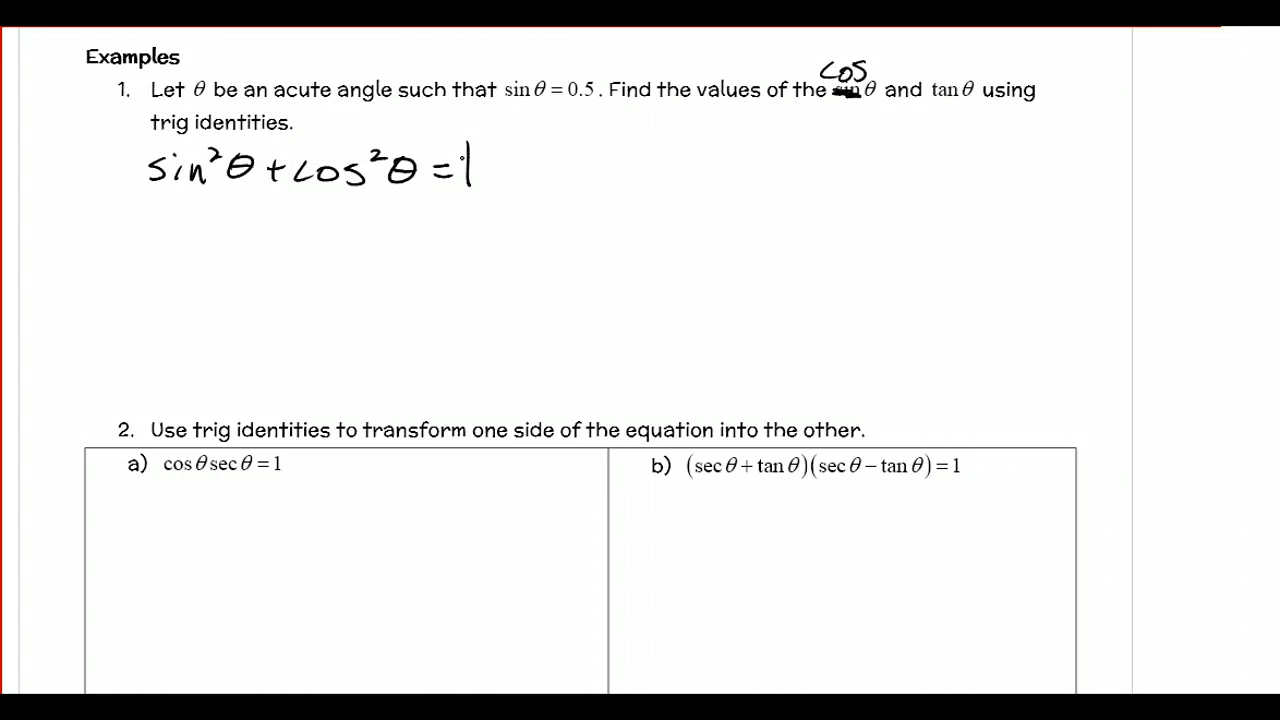 Examples
cos
1. Let θ be an acute angle such that sin θ = 0.5. Find the values of the θ and tan θ using
trig identities.
sin²θ + cos²θ = 1
2. Use trig identities to transform one side of the equation into the other.
a) cos θ sec θ = 1
b) (sec θ + tan θ)(sec θ − tan θ) = 1